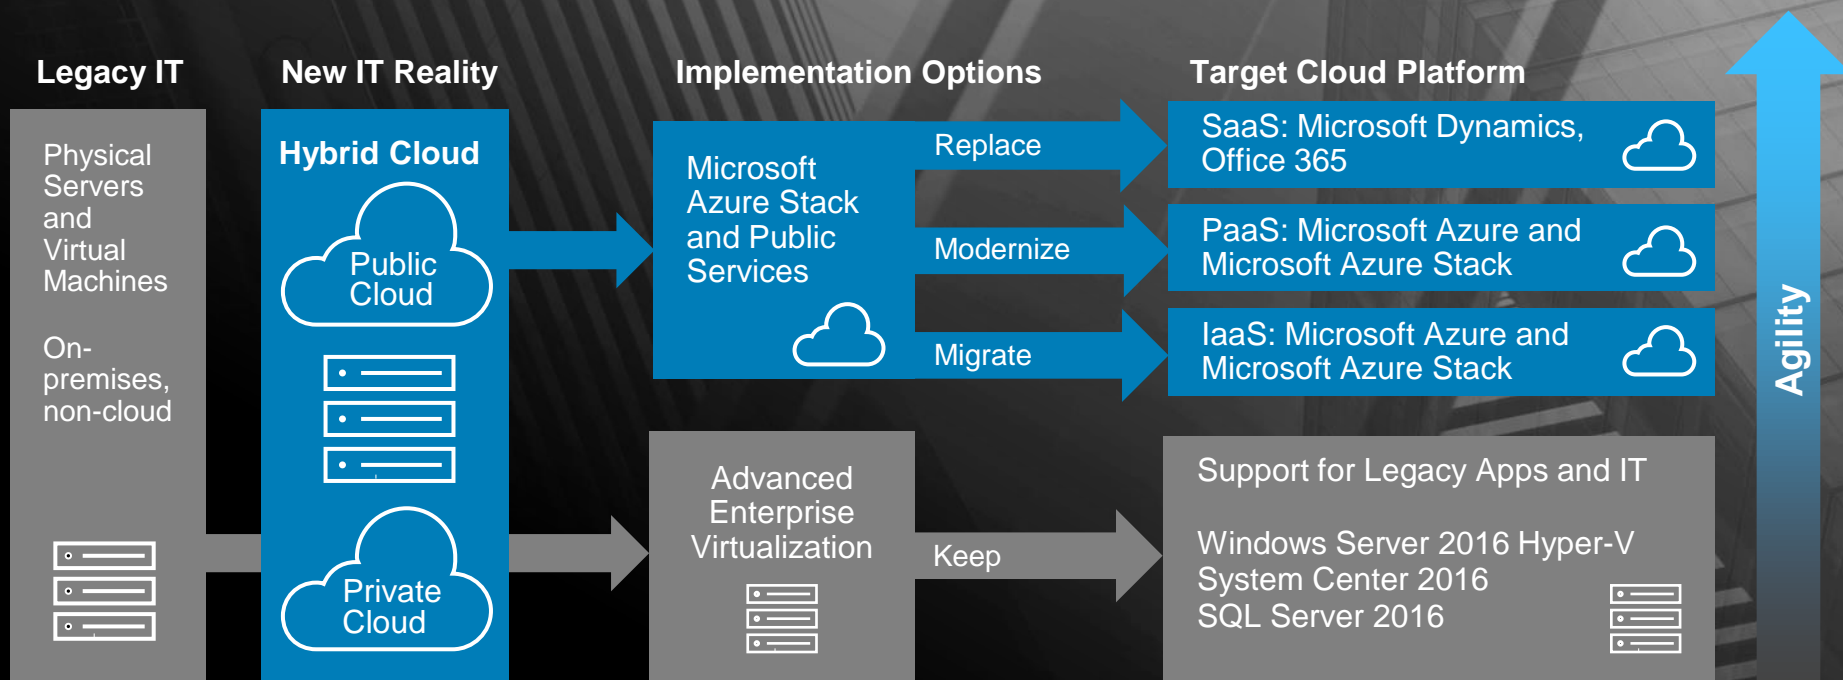 Legacy IT
New IT Reality
Implementation Options
Target Cloud Platform
Physical
Servers
and
Virtual
Machines
On-
premises,
non-cloud
Hybrid Cloud
Public
Cloud
Private
Cloud
Microsoft
Azure Stack
and Public
Services
Replace
Modernize
Migrate
SaaS: Microsoft Dynamics,
Office 365
PaaS: Microsoft Azure and
Microsoft Azure Stack
IaaS: Microsoft Azure and
Microsoft Azure Stack
Advanced
Enterprise
Virtualization
Keep
Support for Legacy Apps and IT
Windows Server 2016 Hyper-V
System Center 2016
SQL Server 2016
Agility